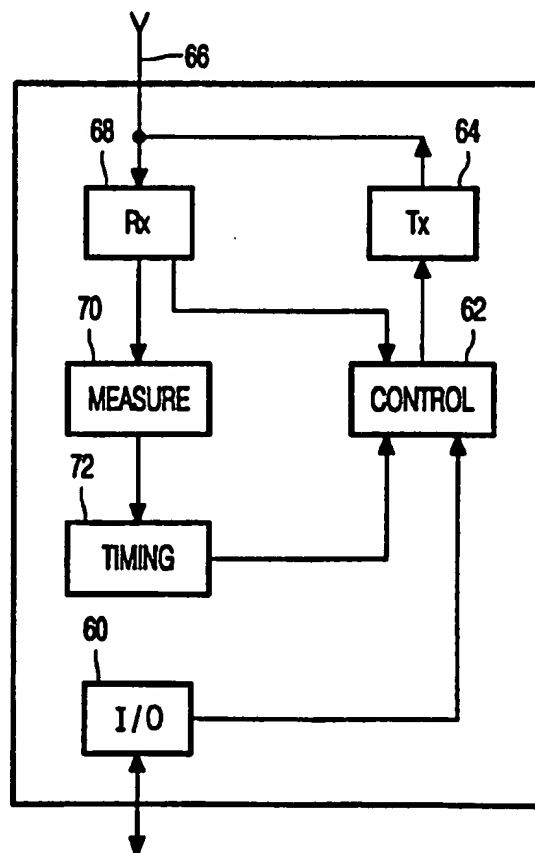 66
68
64
Rx
Tx
70
62
MEASURE
CONTROL
72
TIMING
60
I/O